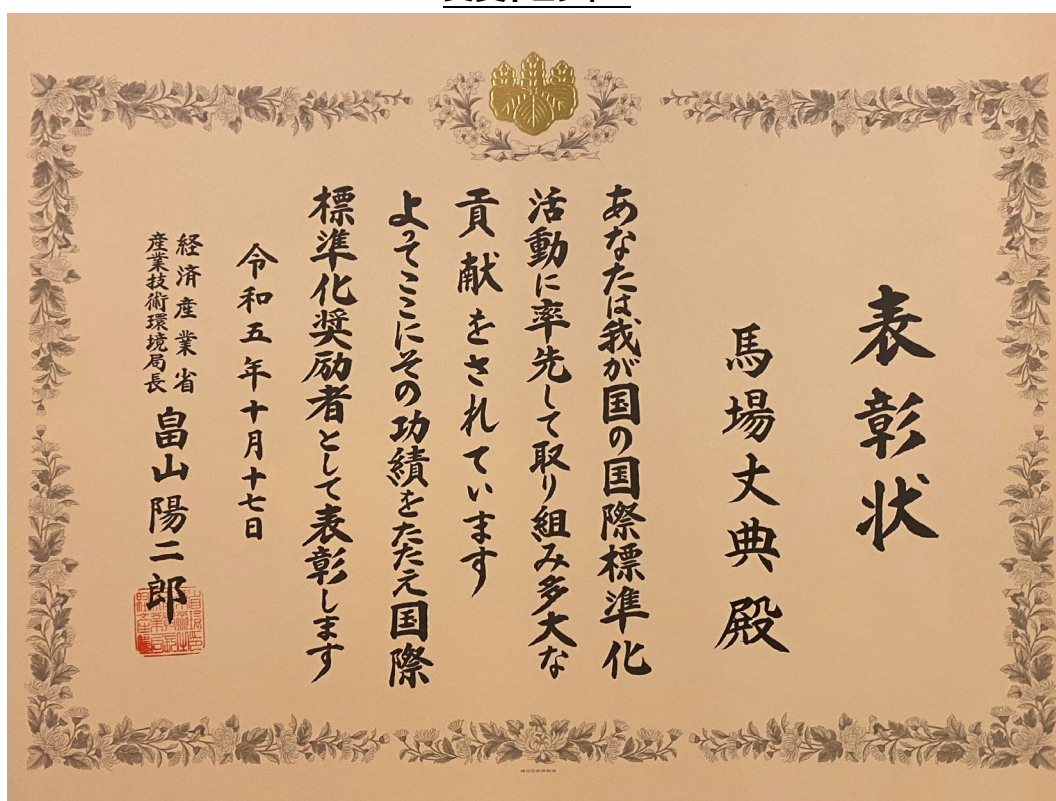 表彰状
馬場丈典殿
あなたは我が国の国際標準化
活動に率先して取り組み多大な
貢献をされています
よってここにその功績をたたえ国際
標準化奨励者として表彰します
令和五年十月十七日
経済産業省
産業技術環境局長
畠山陽二郎